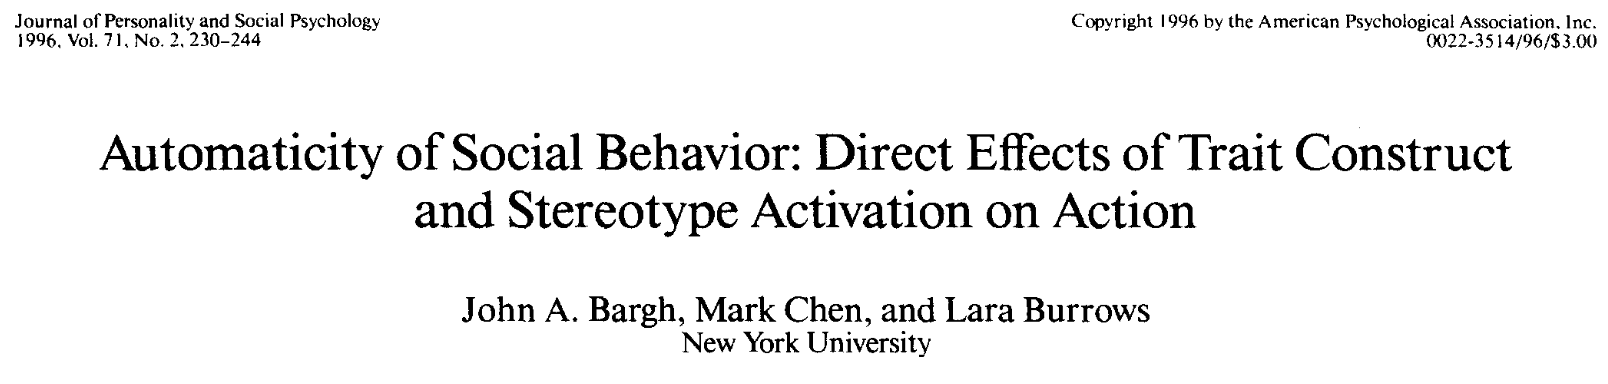 Journal of Personality and Social Psychology
1996, Vol. 71, No. 2, 230–244
Copyright 1996 by the American Psychological Association, Inc.
0022-3514/96/$3.00
Automaticity of Social Behavior: Direct Effects of Trait Construct
and Stereotype Activation on Action
John A. Bargh, Mark Chen, and Lara Burrows
New York University